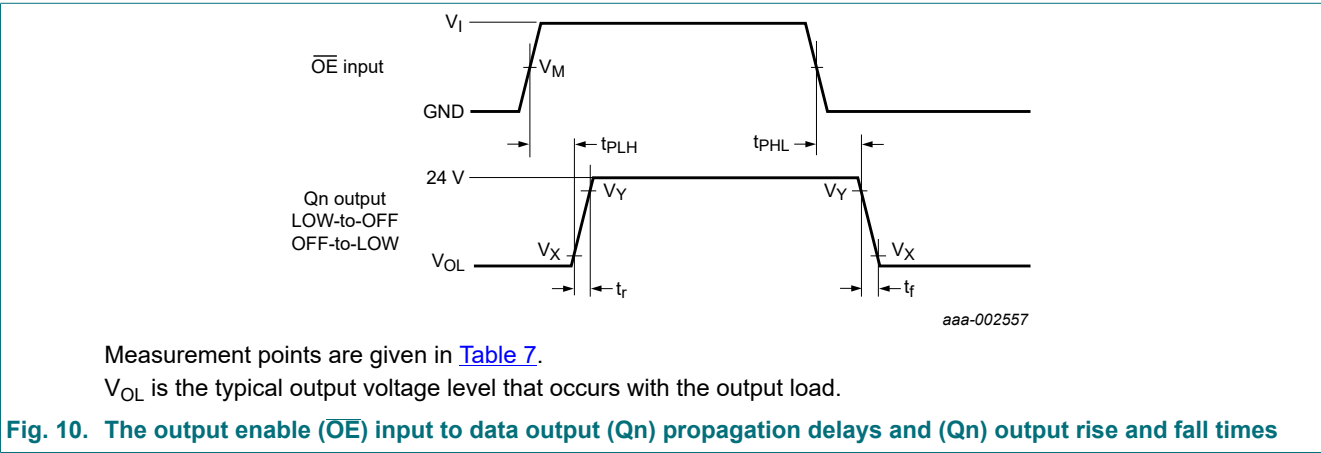 V_I
OE input
V_M
GND
t_PLH
t_PHL
24 V
Qn output
LOW-to-OFF
OFF-to-LOW
V_Y
V_Y
V_X
V_X
V_OL
t_r
t_f
aaa-002557
Measurement points are given in Table 7.
V_OL is the typical output voltage level that occurs with the output load.
Fig. 10. The output enable (OE) input to data output (Qn) propagation delays and (Qn) output rise and fall times